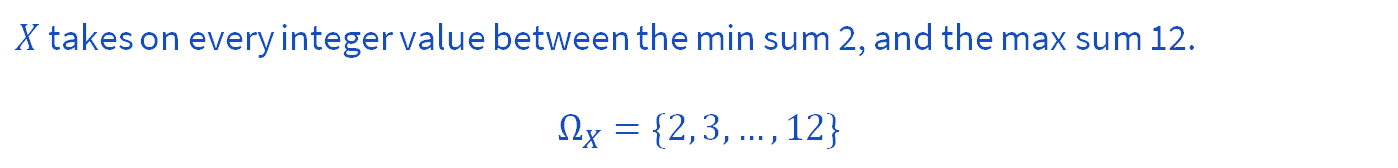 X takes on every integer value between the min sum 2, and the max sum 12.
Ω_X = {2, 3, … , 12}